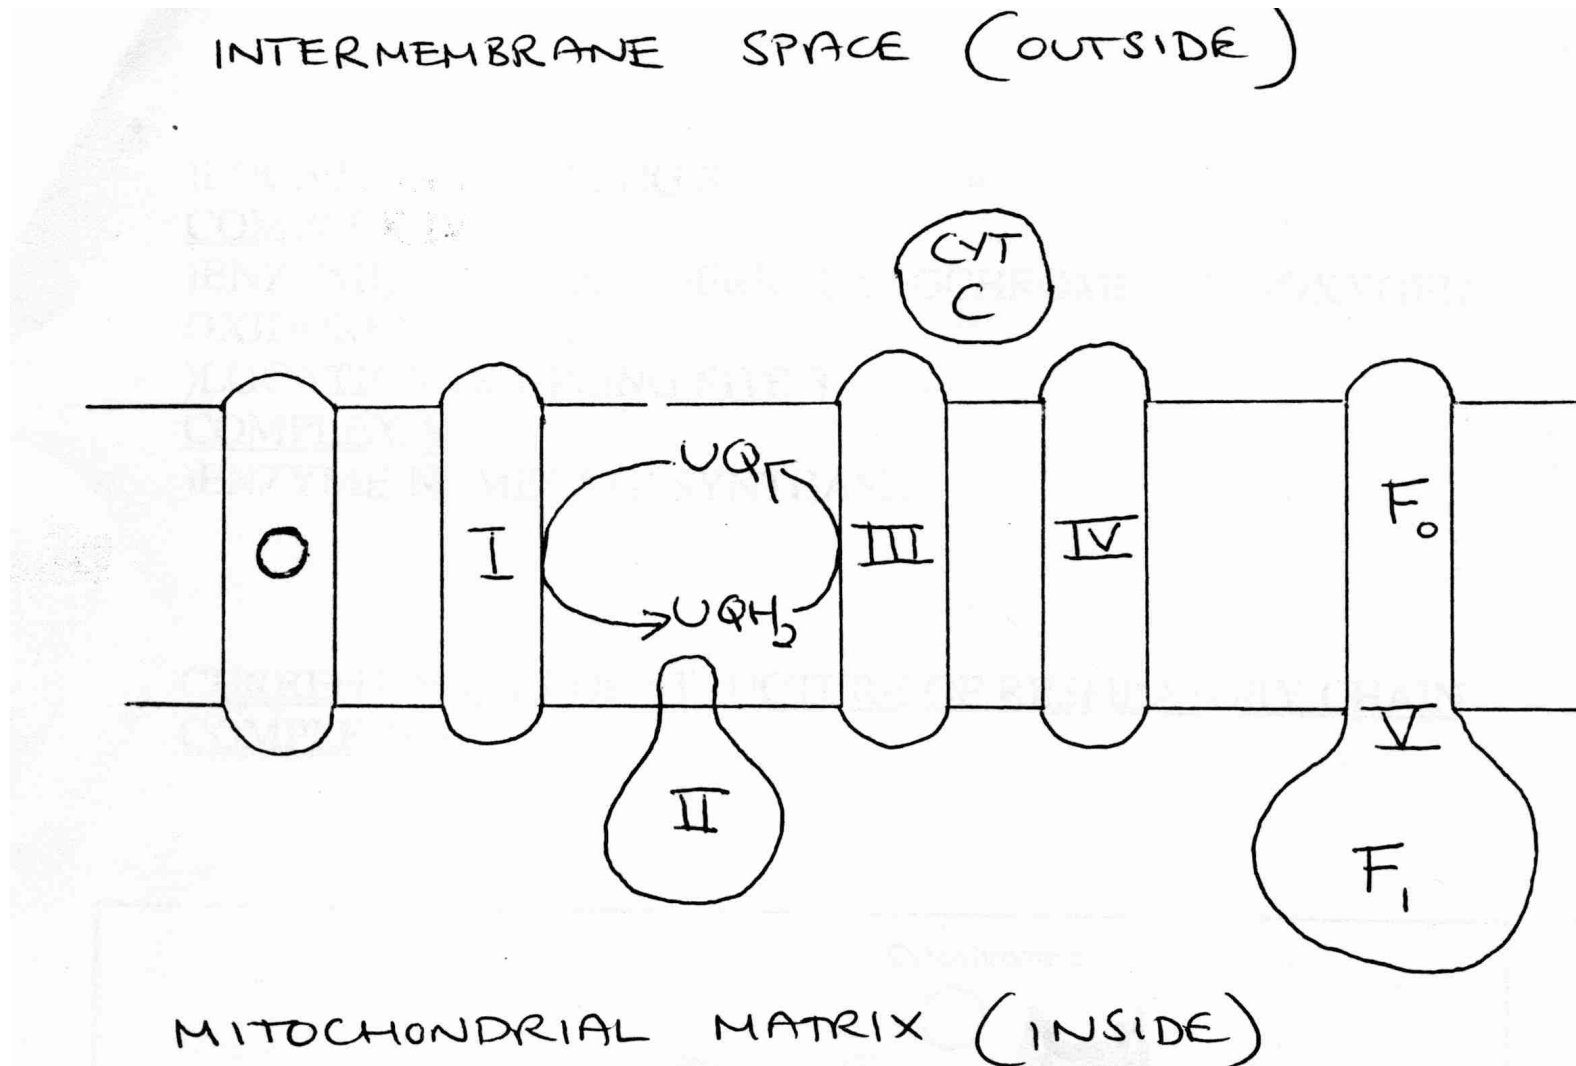 INTERMEMBRANE SPACE (OUTSIDE)
CYT
C
UQ
O
I
III
IV
F₀
UQH₂
V
II
F₁
MITOCHONDRIAL MATRIX (INSIDE)